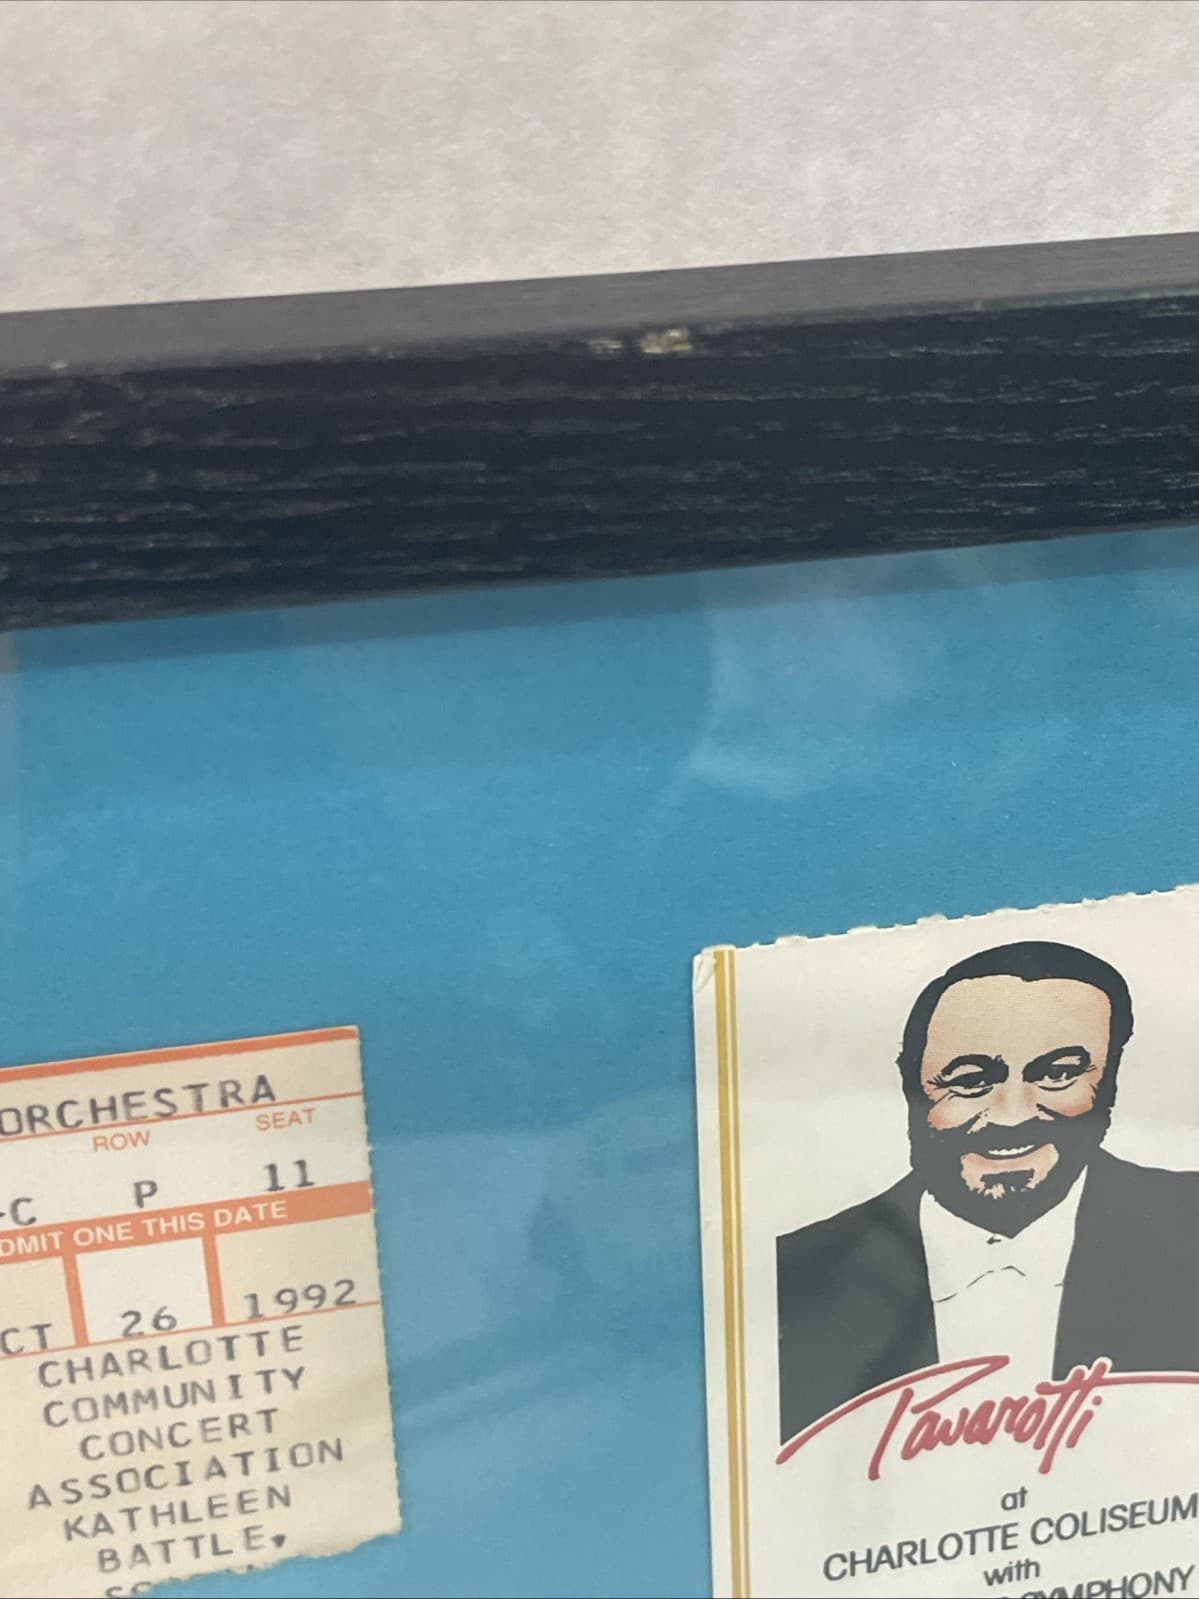 ORCHESTRA
ROW SEAT
-C P 11
DMIT ONE THIS DATE
CT 26 1992
CHARLOTTE
COMMUNITY
CONCERT
ASSOCIATION
KATHLEEN
BATTLE,
Pavarotti
at
CHARLOTTE COLISEUM
with
SYMPHONY